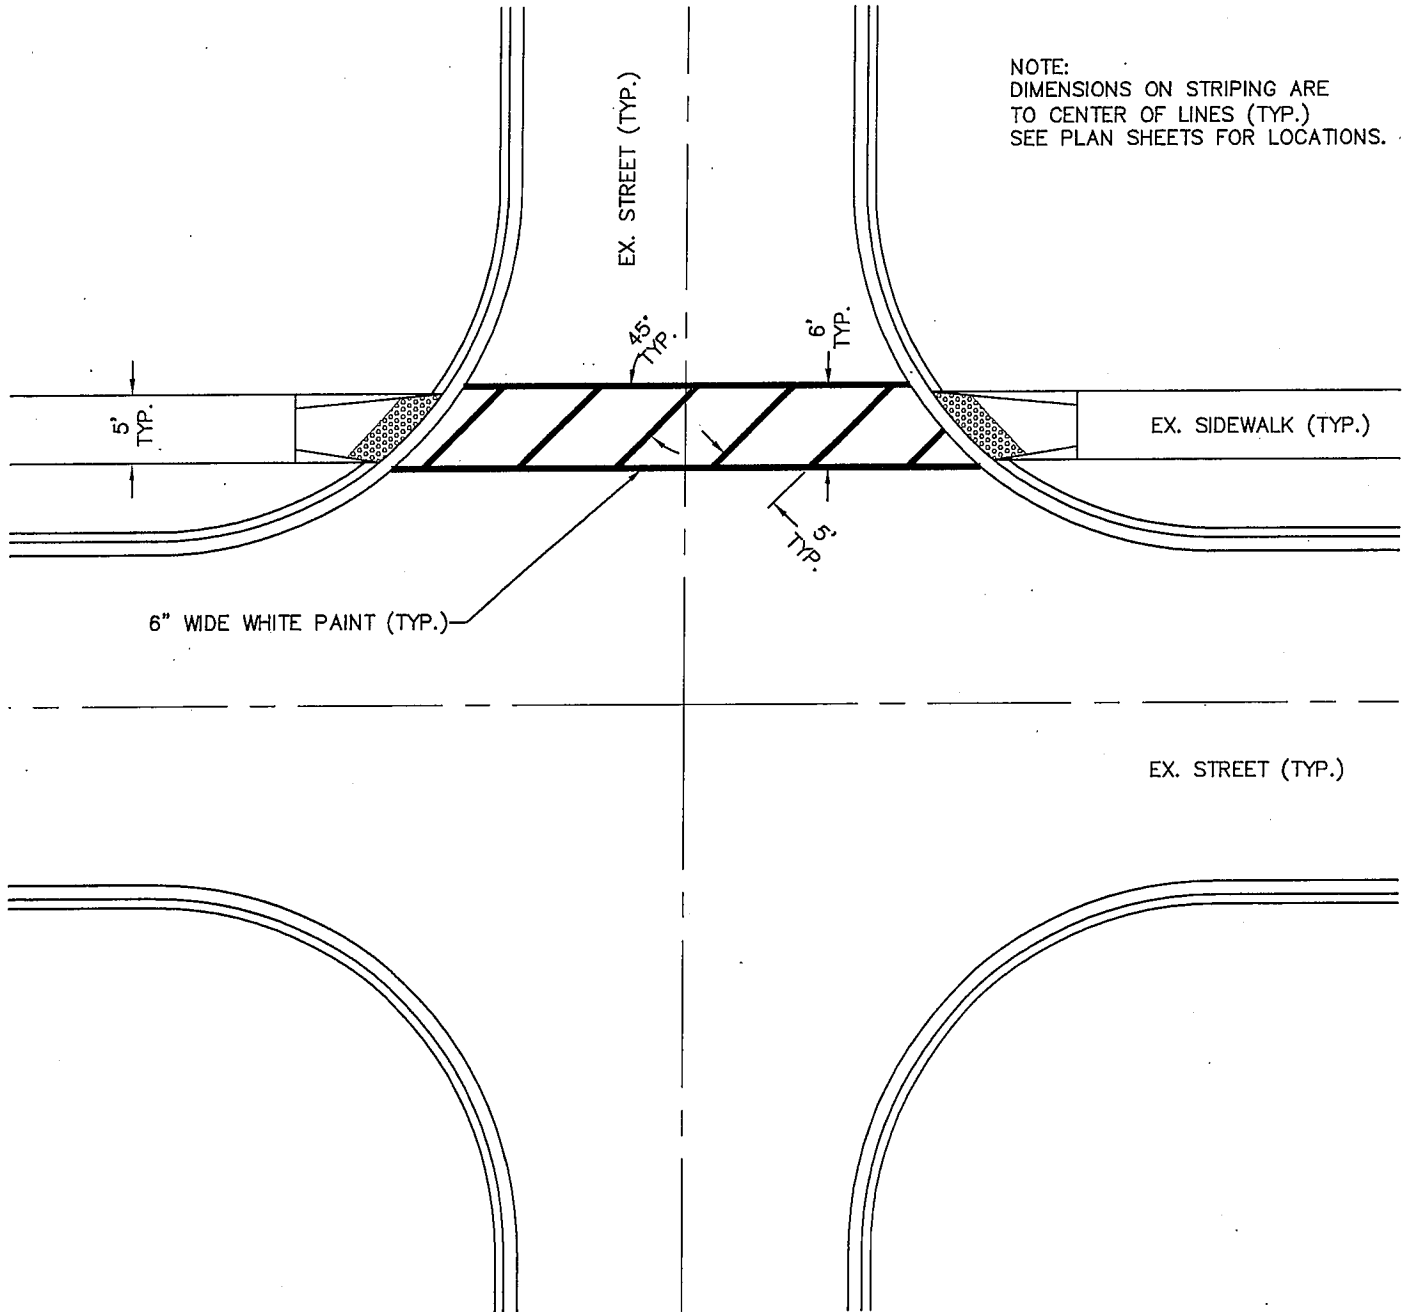 NOTE:
DIMENSIONS ON STRIPING ARE
TO CENTER OF LINES (TYP.)
SEE PLAN SHEETS FOR LOCATIONS.
EX. STREET (TYP.)
45°
TYP.
6'
TYP.
5'
TYP.
EX. SIDEWALK (TYP.)
5'
TYP.
6" WIDE WHITE PAINT (TYP.)
EX. STREET (TYP.)